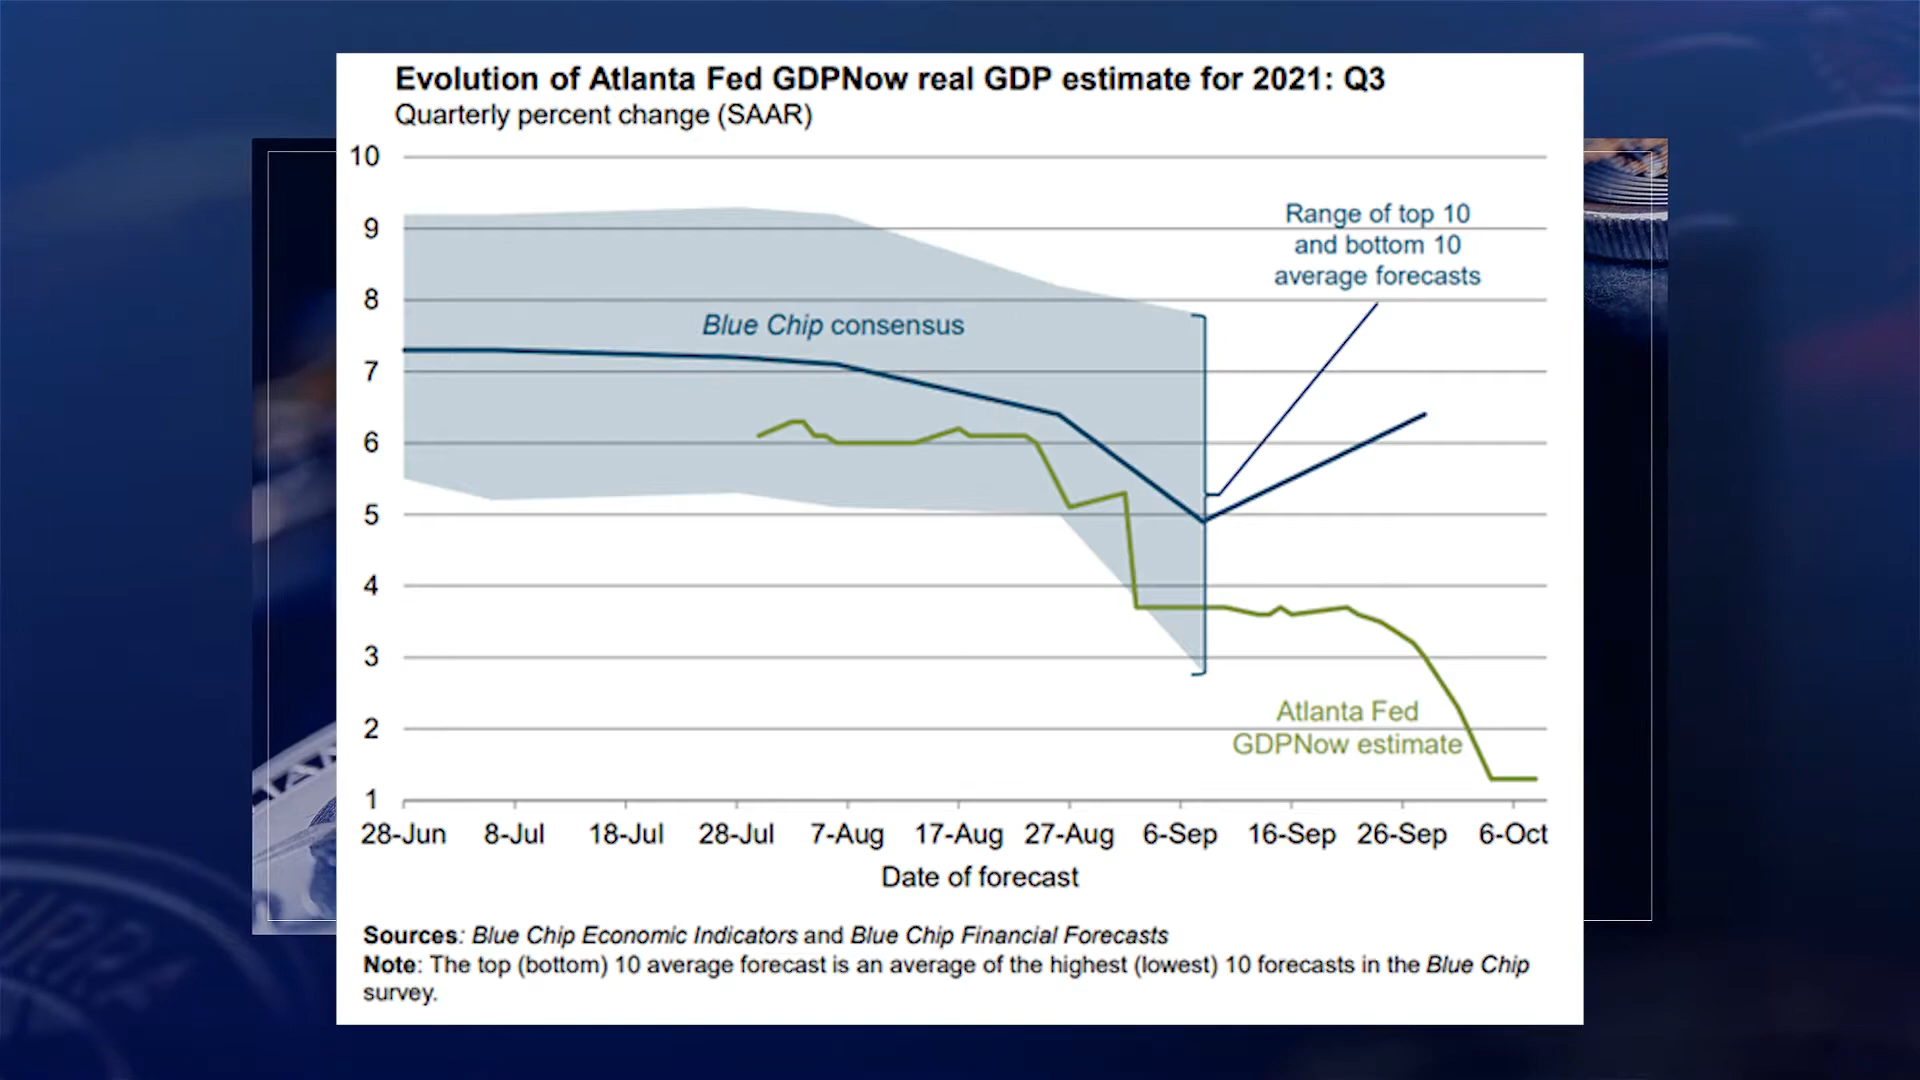 Evolution of Atlanta Fed GDPNow real GDP estimate for 2021: Q3
Quarterly percent change (SAAR)
10
9
8
7
6
5
4
3
2
1
Range of top 10
and bottom 10
average forecasts
Blue Chip consensus
Atlanta Fed
GDPNow estimate
28-Jun 8-Jul 18-Jul 28-Jul 7-Aug 17-Aug 27-Aug 6-Sep 16-Sep 26-Sep 6-Oct
Date of forecast
Sources: Blue Chip Economic Indicators and Blue Chip Financial Forecasts
Note: The top (bottom) 10 average forecast is an average of the highest (lowest) 10 forecasts in the Blue Chip
survey.